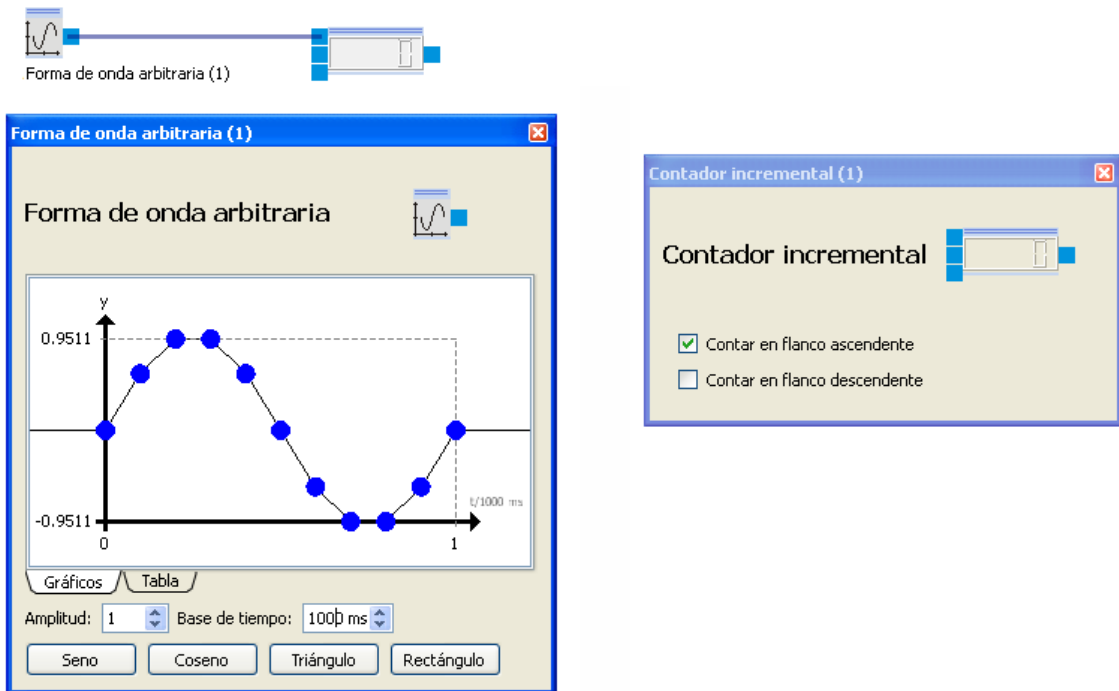 0
Forma de onda arbitraria (1)
Forma de onda arbitraria (1)
Forma de onda arbitraria
y
0.9511
-0.9511
t/1000 ms
0
1
Gráficos
Tabla
Amplitud: 1 Base de tiempo: 1000 ms
Seno Coseno Triángulo Rectángulo
Contador incremental (1)
Contador incremental
0
Contar en flanco ascendente
Contar en flanco descendente